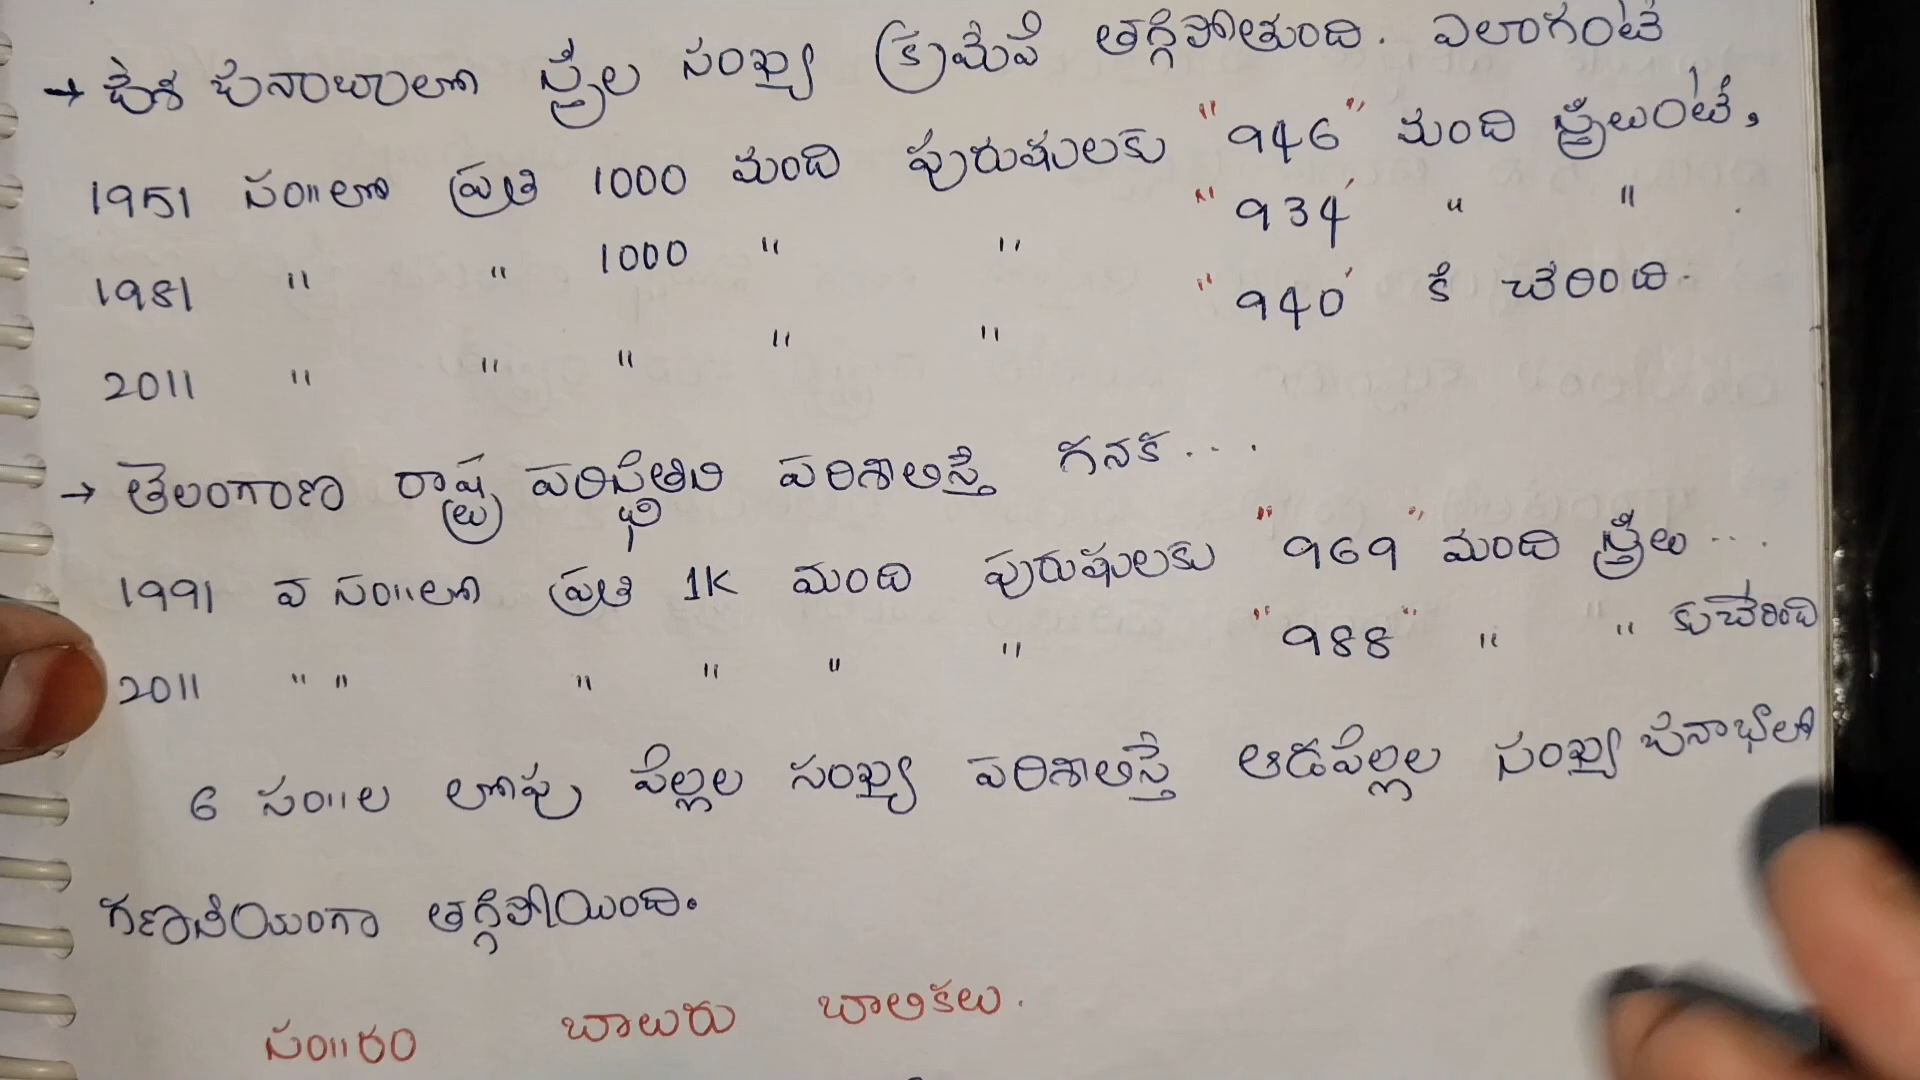 → దేశ జనాభాలో స్త్రీల సంఖ్య క్రమేపి తగ్గిపోతుంది. ఎలాగంటే
1951 సం॥లో ప్రతి 1000 మంది పురుషులకు "946" మంది స్త్రీలుంటే,
1981 " " 1000 " " "934' " "
2011 " " " " " "940' కి చేరింది.
→ తెలంగాణ రాష్ట్ర పరిస్థితిని పరిశీలిస్తే గనక....
1991 వ సం॥లో ప్రతి 1K మంది పురుషులకు "969" మంది స్త్రీలు ....
2011 " " " " " " "988" " " కు చేరింది
6 సం॥ల లోపు పిల్లల సంఖ్య పరిశీలిస్తే ఆడపిల్లల సంఖ్య జనాభాలో
గణనీయంగా తగ్గిపోయింది.
సం॥రం బాలురు బాలికలు.